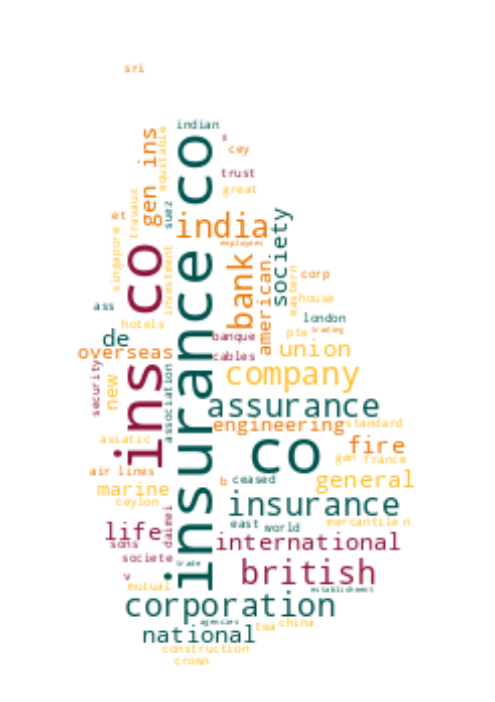 sri
indian
insurance co
ins co
gen ins
equitable
t
cey
trust
great
travaux
suez
et
india
society
employees
singapore
investment
bank
american
eastern
corp
house
ass
london
hotels
de
banque
pte
trading
overseas
cables
union
security
new
association
company
assurance
engineering
standard
asiatic
co
fire
gen
france
air lines
b
ceased
general
marine
ceylon
insurance
life
daimei
east
world
mercantile n
sons
international
societe
trade
v
british
mutual
establishment
corporation
agencies
national
tea
china
construction
crown